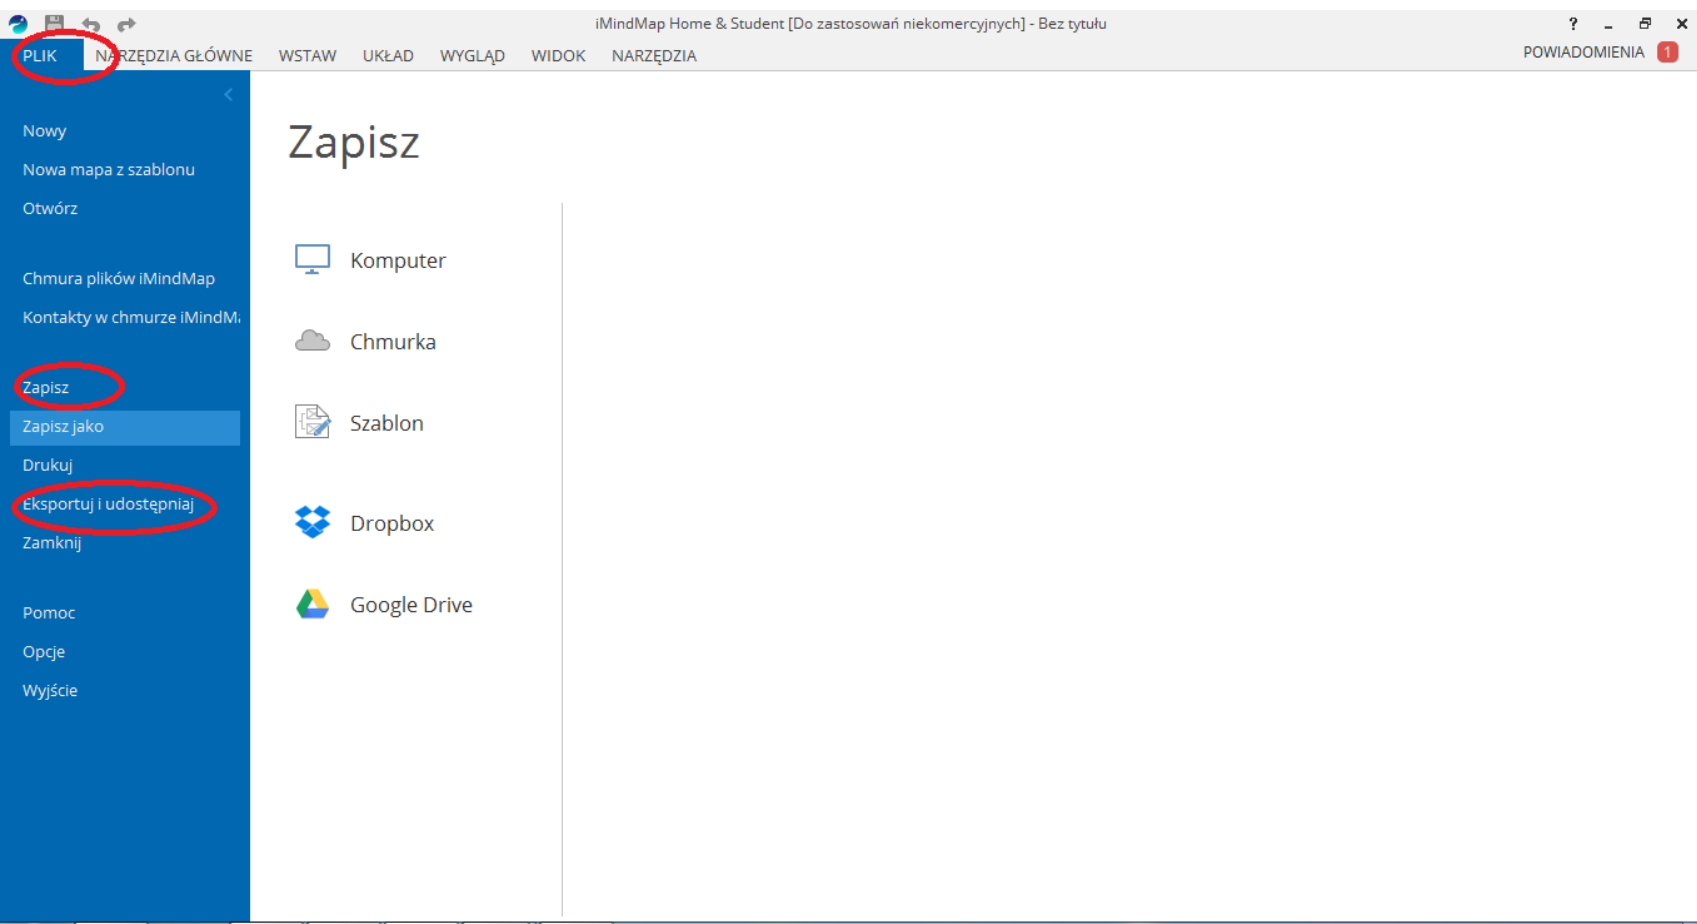 iMindMap Home & Student [Do zastosowań niekomercyjnych] - Bez tytułu
?
PLIK NARZĘDZIA GŁÓWNE WSTAW UKŁAD WYGLĄD WIDOK NARZĘDZIA POWIADOMIENIA 1
Nowy
Nowa mapa z szablonu
Otwórz
Chmura plików iMindMap
Kontakty w chmurze iMindM
Zapisz
Zapisz jako
Drukuj
Eksportuj i udostępniaj
Zamknij
Pomoc
Opcje
Wyjście
Zapisz
Komputer
Chmurka
Szablon
Dropbox
Google Drive